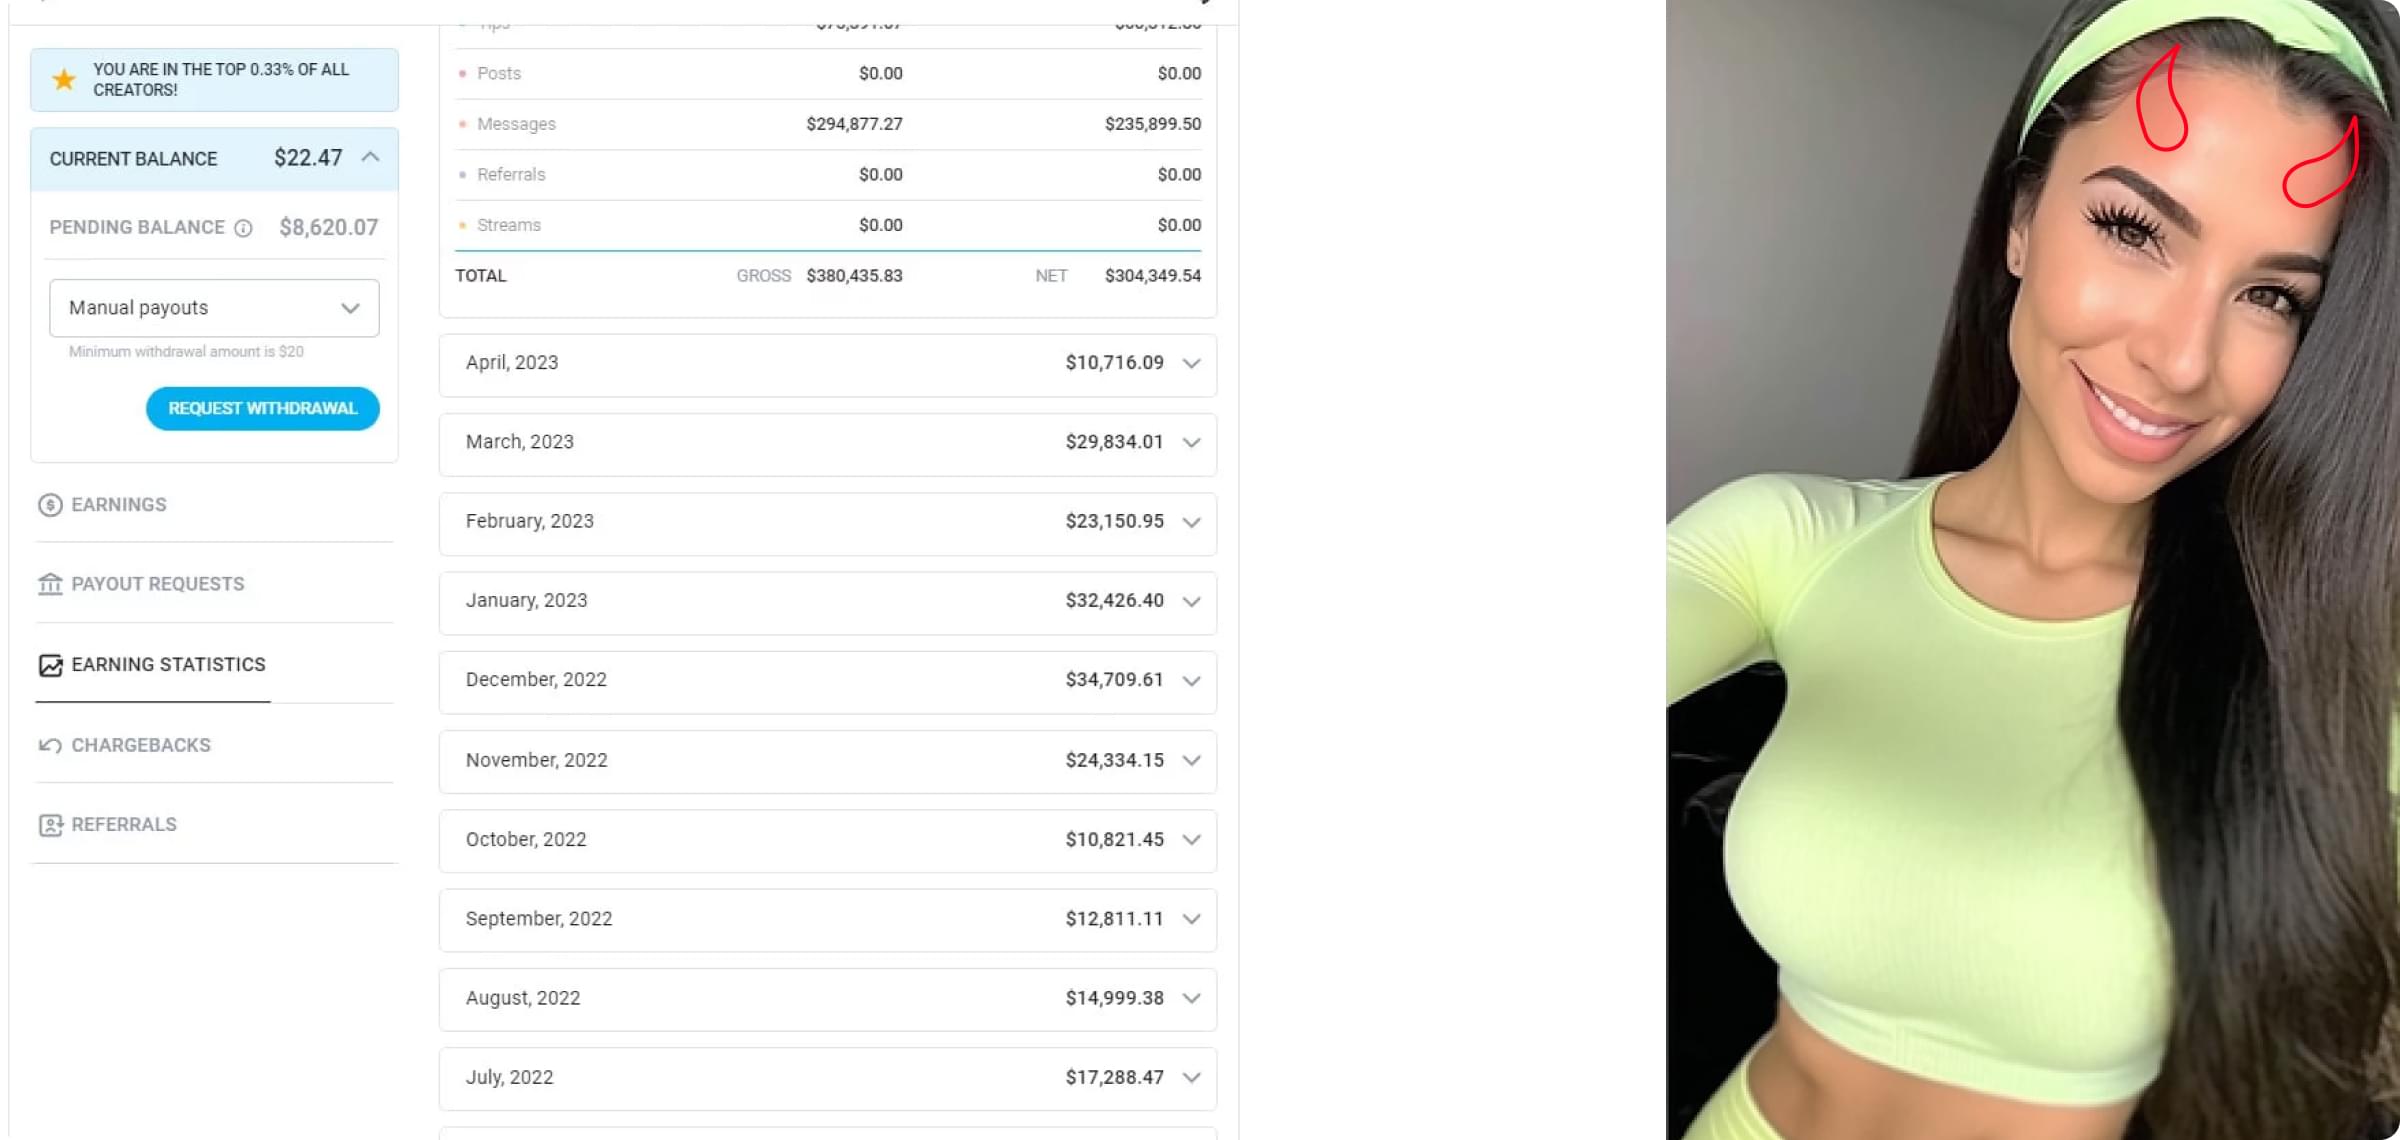 YOU ARE IN THE TOP 0.33% OF ALL
CREATORS!
CURRENT BALANCE $22.47
PENDING BALANCE $8,620.07
Manual payouts
Minimum withdrawal amount is $20
REQUEST WITHDRAWAL
EARNINGS
PAYOUT REQUESTS
EARNING STATISTICS
CHARGEBACKS
REFERRALS
Posts $0.00 $0.00
Messages $294,877.27 $235,899.50
Referrals $0.00 $0.00
Streams $0.00 $0.00
TOTAL GROSS $380,435.83 NET $304,349.54
April, 2023 $10,716.09
March, 2023 $29,834.01
February, 2023 $23,150.95
January, 2023 $32,426.40
December, 2022 $34,709.61
November, 2022 $24,334.15
October, 2022 $10,821.45
September, 2022 $12,811.11
August, 2022 $14,999.38
July, 2022 $17,288.47